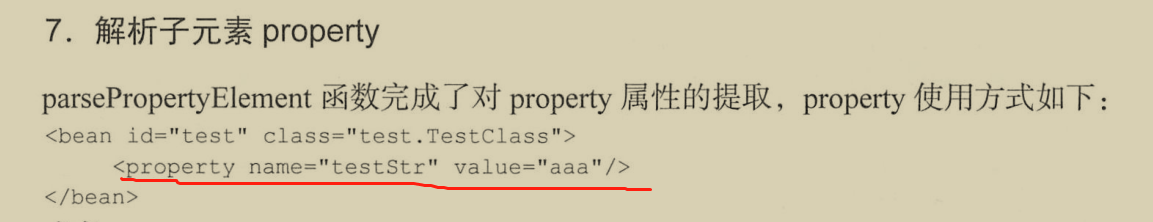 7．解析子元素 property
parsePropertyElement 函数完成了对 property 属性的提取，property 使用方式如下：
<bean id="test" class="test.TestClass">
<property name="testStr" value="aaa"/>
</bean>